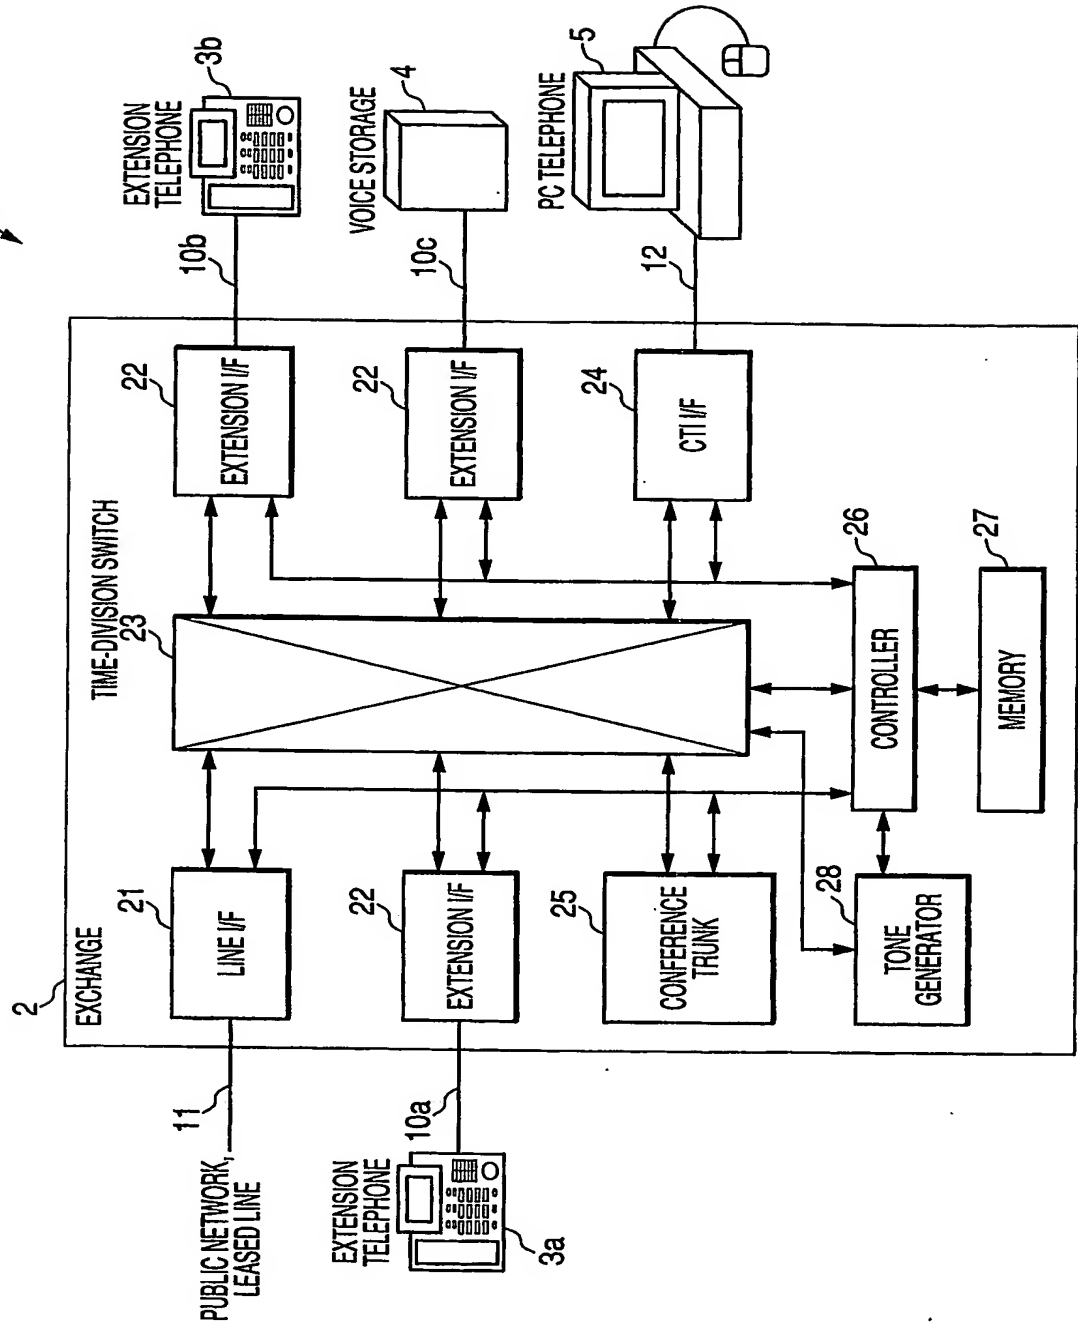 2
EXCHANGE
PUBLIC NETWORK,
LEASED LINE
11
21
LINE I/F
TIME-DIVISION SWITCH
23
22
EXTENSION I/F
10b
EXTENSION
TELEPHONE
3b
EXTENSION
TELEPHONE
3a
10a
22
EXTENSION I/F
22
EXTENSION I/F
10c
VOICE STORAGE
4
25
CONFERENCE
TRUNK
24
CTI I/F
12
PC TELEPHONE
5
28
TONE
GENERATOR
26
CONTROLLER
27
MEMORY